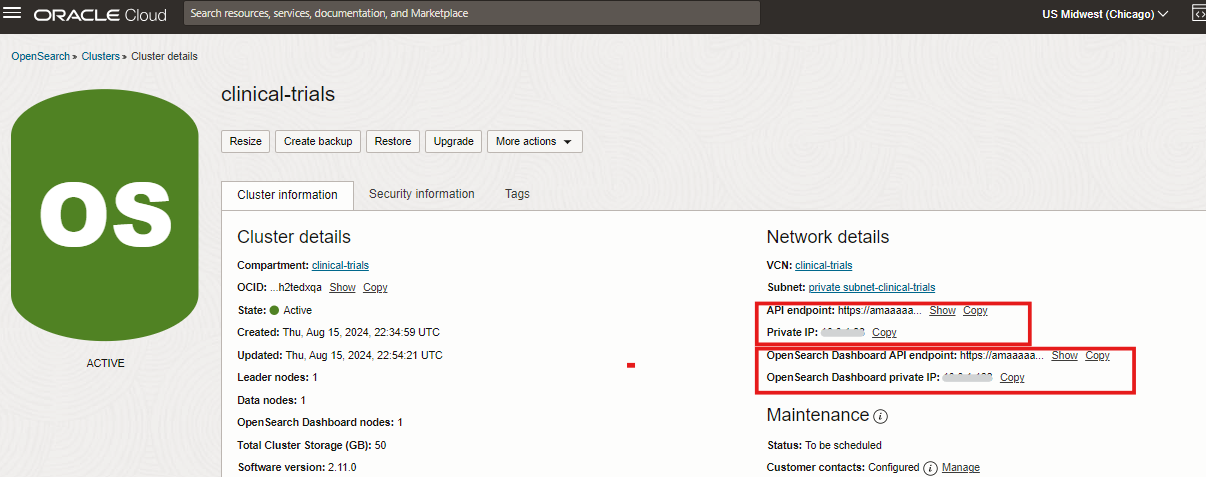 ORACLE Cloud
Search resources, services, documentation, and Marketplace
US Midwest (Chicago)
OpenSearch » Clusters » Cluster details
OS
ACTIVE
clinical-trials
Resize Create backup Restore Upgrade More actions
Cluster information Security information Tags
Cluster details
Compartment: clinical-trials
OCID: ...h2tedxqa Show Copy
State: Active
Created: Thu, Aug 15, 2024, 22:34:59 UTC
Updated: Thu, Aug 15, 2024, 22:54:21 UTC
Leader nodes: 1
Data nodes: 1
OpenSearch Dashboard nodes: 1
Total Cluster Storage (GB): 50
Software version: 2.11.0
Network details
VCN: clinical-trials
Subnet: private subnet-clinical-trials
API endpoint: https://amaaaaa... Show Copy
Private IP: Copy
OpenSearch Dashboard API endpoint: https://amaaaaa... Show Copy
OpenSearch Dashboard private IP: Copy
Maintenance
Status: To be scheduled
Customer contacts: Configured Manage